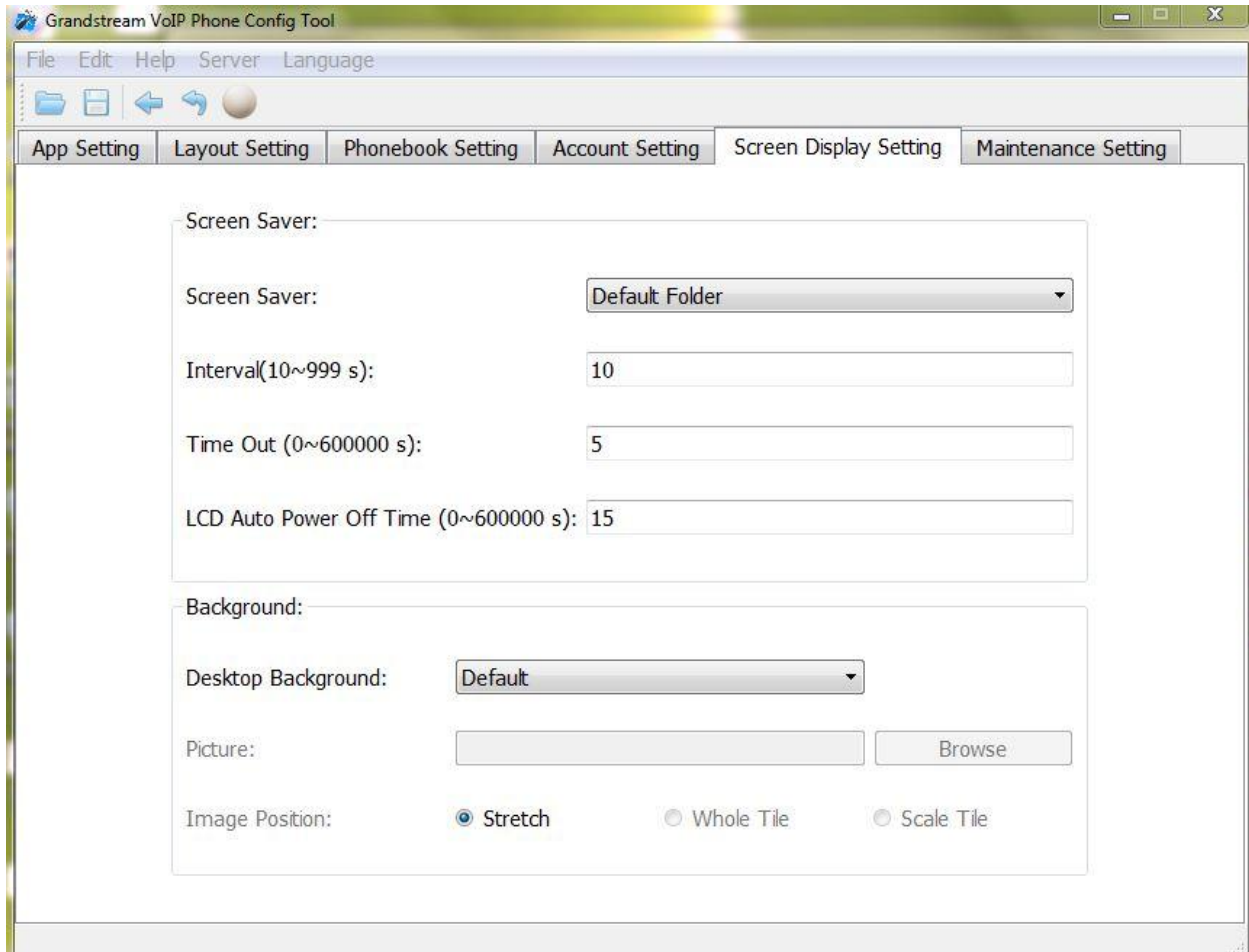 Grandstream VoIP Phone Config Tool
File Edit Help Server Language
App Setting Layout Setting Phonebook Setting Account Setting Screen Display Setting Maintenance Setting
Screen Saver:
Screen Saver: Default Folder
Interval(10~999 s): 10
Time Out (0~600000 s): 5
LCD Auto Power Off Time (0~600000 s): 15
Background:
Desktop Background: Default
Picture: Browse
Image Position: Stretch Whole Tile Scale Tile